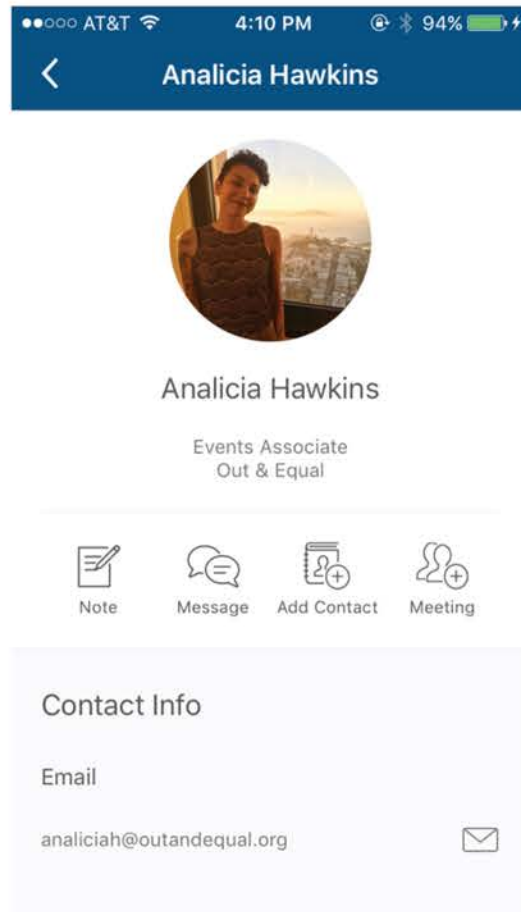 AT&T 4:10 PM 94%
Analicia Hawkins
Analicia Hawkins
Events Associate
Out & Equal
Note Message Add Contact Meeting
Contact Info
Email
analiciah@outandequal.org